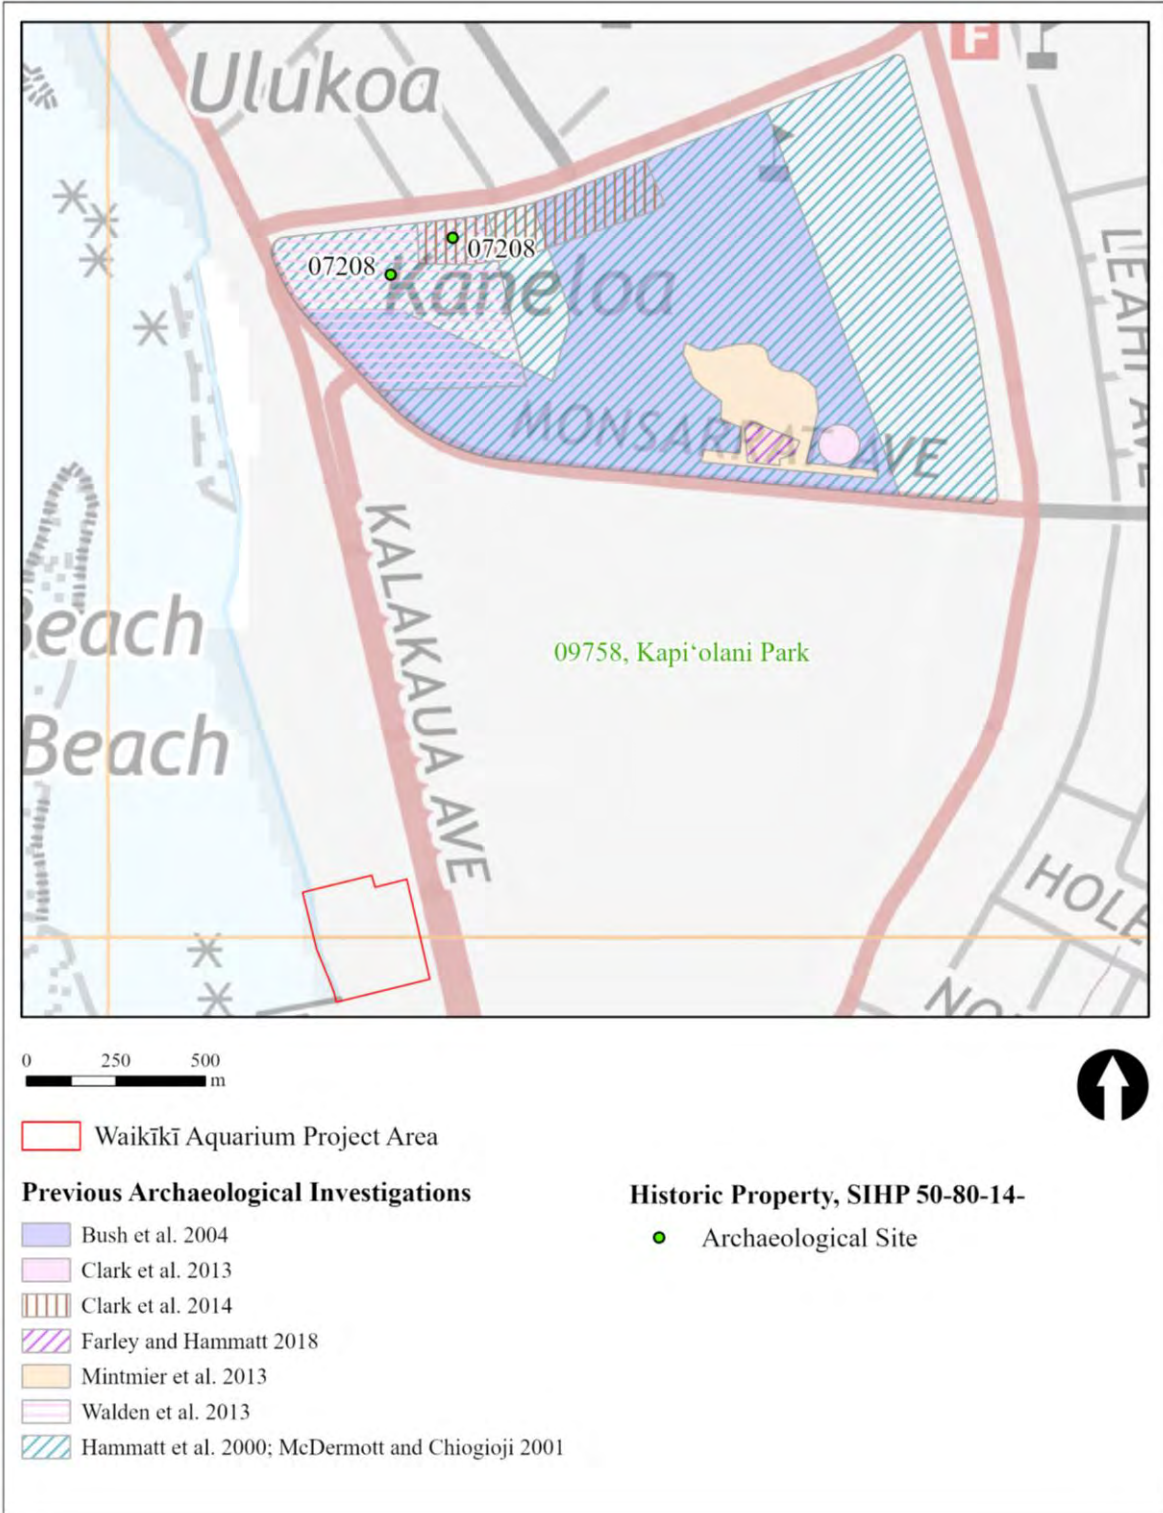 F
Ulukoa
07208
07208
Kaneloa
LEAHI AVE
MONSARRAT AVE
KALAKAUA AVE
Beach
09758, Kapiʻolani Park
Beach
HOLE
NO
0 250 500
m
Waikīkī Aquarium Project Area
Previous Archaeological Investigations
Historic Property, SIHP 50-80-14-
Bush et al. 2004
Archaeological Site
Clark et al. 2013
Clark et al. 2014
Farley and Hammatt 2018
Mintmier et al. 2013
Walden et al. 2013
Hammatt et al. 2000; McDermott and Chiogioji 2001